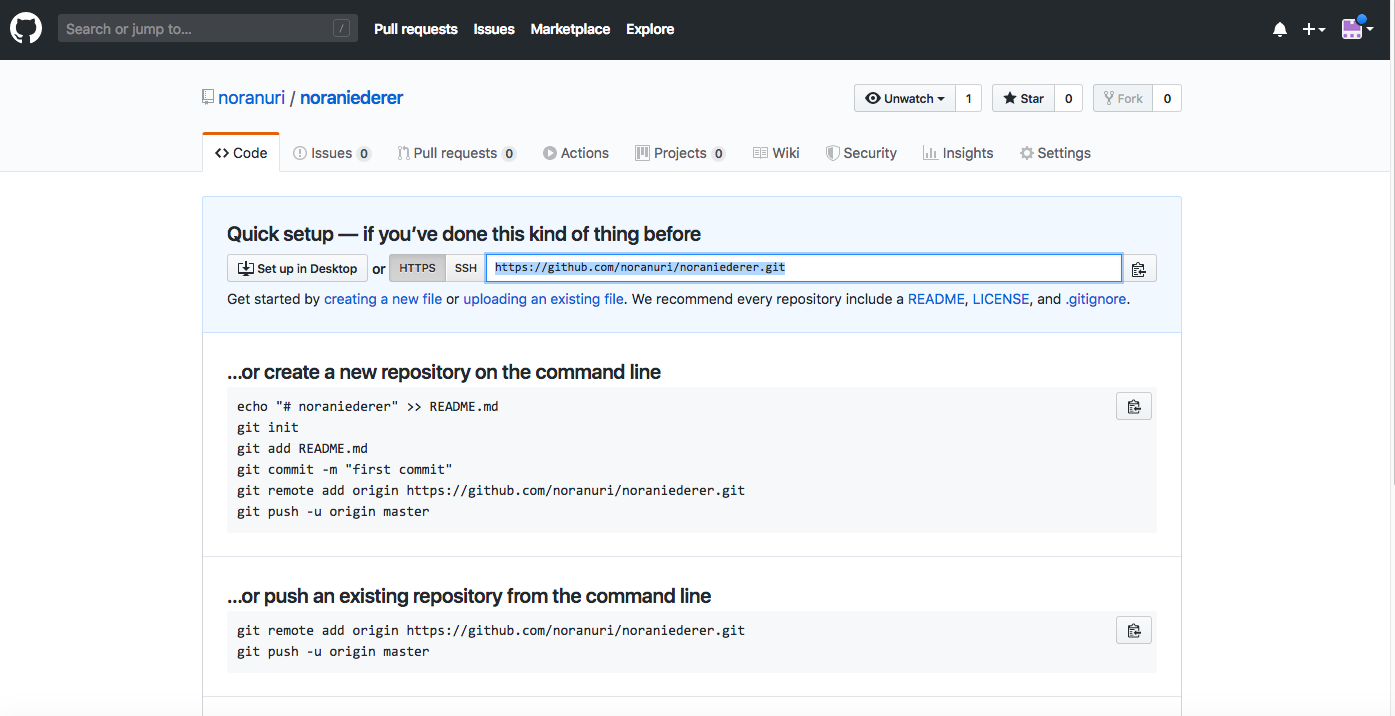 Search or jump to... /
Pull requests Issues Marketplace Explore
noranuri / noraniederer
Unwatch 1 Star 0 Fork 0
Code Issues 0 Pull requests 0 Actions Projects 0 Wiki Security Insights Settings
Quick setup — if you’ve done this kind of thing before
Set up in Desktop or HTTPS SSH https://github.com/noranuri/noraniederer.git
Get started by creating a new file or uploading an existing file. We recommend every repository include a README, LICENSE, and .gitignore.
…or create a new repository on the command line
echo "# noraniederer" >> README.md
git init
git add README.md
git commit -m "first commit"
git remote add origin https://github.com/noranuri/noraniederer.git
git push -u origin master
…or push an existing repository from the command line
git remote add origin https://github.com/noranuri/noraniederer.git
git push -u origin master